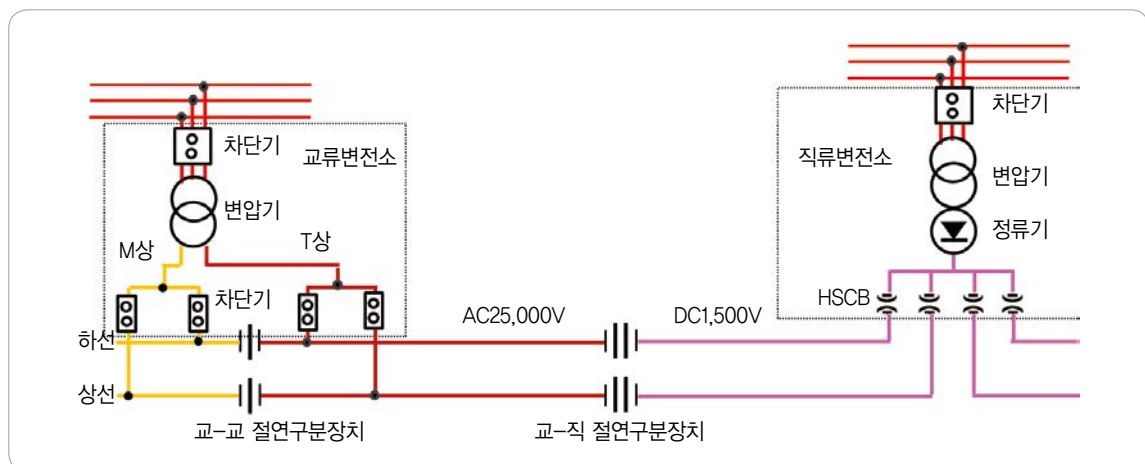 차단기
교류변전소
변압기
M상
T상
차단기
하선
상선
AC25,000V
DC1,500V
교-교 절연구분장치
교-직 절연구분장치
차단기
직류변전소
변압기
정류기
HSCB